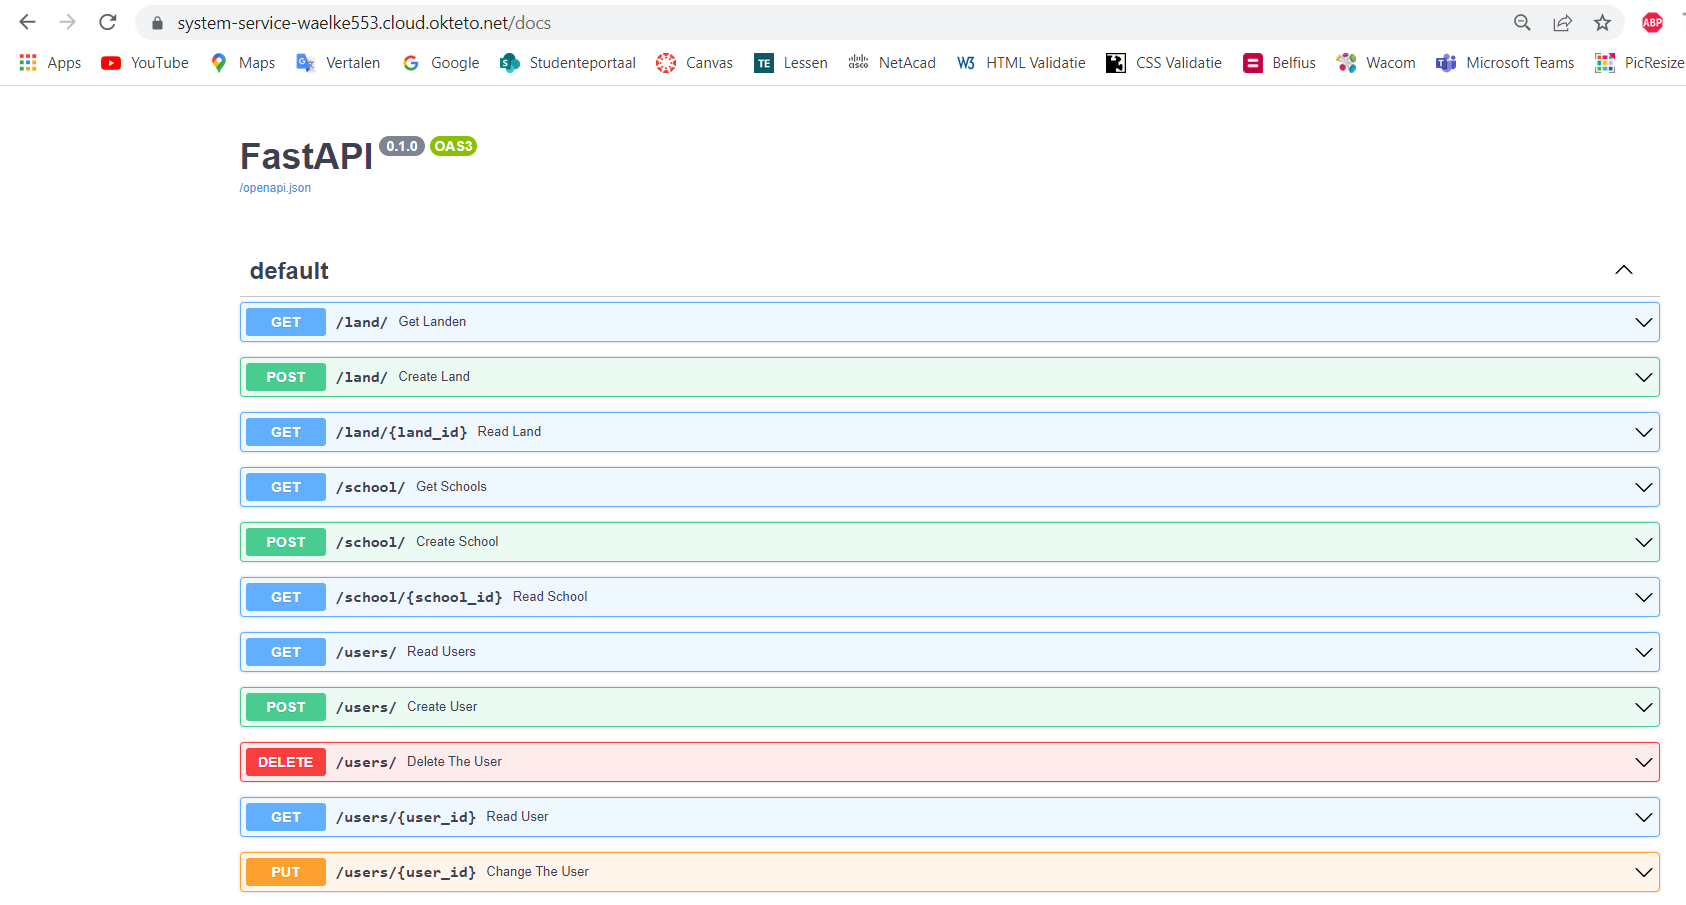 system-service-waelke553.cloud.okteto.net/docs
ABP
Apps YouTube Maps Vertalen Google Studenteportaal Canvas TE Lessen cisco NetAcad W3 HTML Validatie CSS Validatie Belfius Wacom Microsoft Teams PicResize
FastAPI 0.1.0 OAS3
/openapi.json
default
GET /land/ Get Landen
POST /land/ Create Land
GET /land/{land_id} Read Land
GET /school/ Get Schools
POST /school/ Create School
GET /school/{school_id} Read School
GET /users/ Read Users
POST /users/ Create User
DELETE /users/ Delete The User
GET /users/{user_id} Read User
PUT /users/{user_id} Change The User